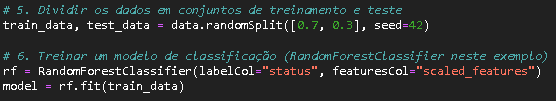 # 5. Dividir os dados em conjuntos de treinamento e teste
train_data, test_data = data.randomSplit([0.7, 0.3], seed=42)
# 6. Treinar um modelo de classificação (RandomForestClassifier neste exemplo)
rf = RandomForestClassifier(labelCol="status", featuresCol="scaled_features")
model = rf.fit(train_data)